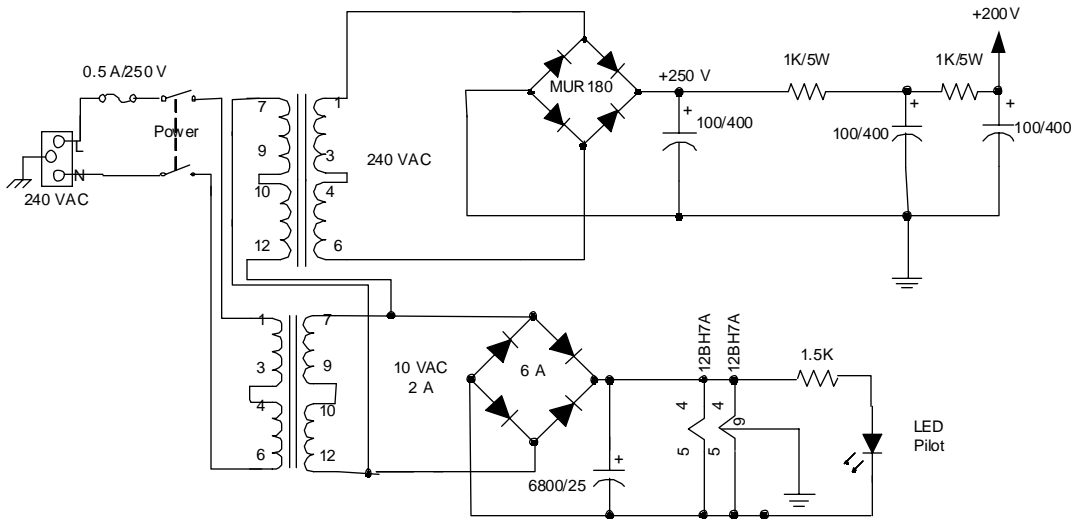 +200V
0.5 A/250 V
1K/5W
1K/5W
MUR 180
+250 V
7
1
+
+
+
100/400
100/400
100/400
Power
L
9
3
240 VAC
N
10
4
240 VAC
12
6
1
7
12BH7A
12BH7A
10 VAC
2 A
6 A
1.5K
3
9
4
10
4
4
9
LED
Pilot
5
5
6
12
+
6800/25